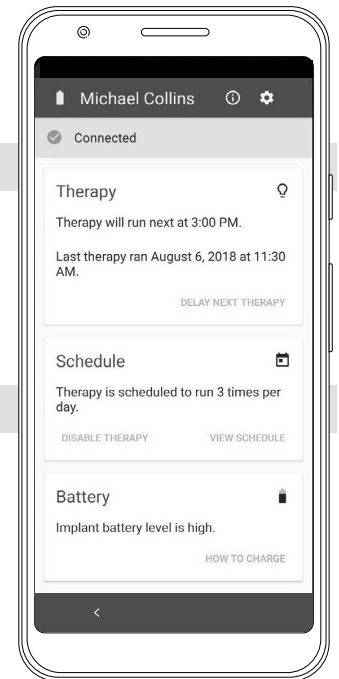 Michael Collins
Connected
Therapy
Therapy will run next at 3:00 PM.
Last therapy ran August 6, 2018 at 11:30
AM.
DELAY NEXT THERAPY
Schedule
Therapy is scheduled to run 3 times per
day.
DISABLE THERAPY VIEW SCHEDULE
Battery
Implant battery level is high.
HOW TO CHARGE